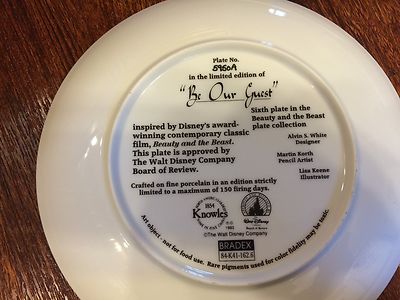 Plate No.
5950A
in the limited edition of
"Be Our Guest"
Sixth plate in the
Beauty and the Beast
plate collection
inspired by Disney's award-
winning contemporary classic
film, Beauty and the Beast.
This plate is approved by
The Walt Disney Company
Board of Review.
Alvin S. White
Designer
Martin Korth
Pencil Artist
Lisa Keene
Illustrator
Crafted on fine porcelain in an edition strictly
limited to a maximum of 150 firing days.
1854
Knowles
©The Walt Disney Company
BRADEX
84-K41-162.6
Art object - not for food use. Rare pigments used for color fidelity may be toxic.